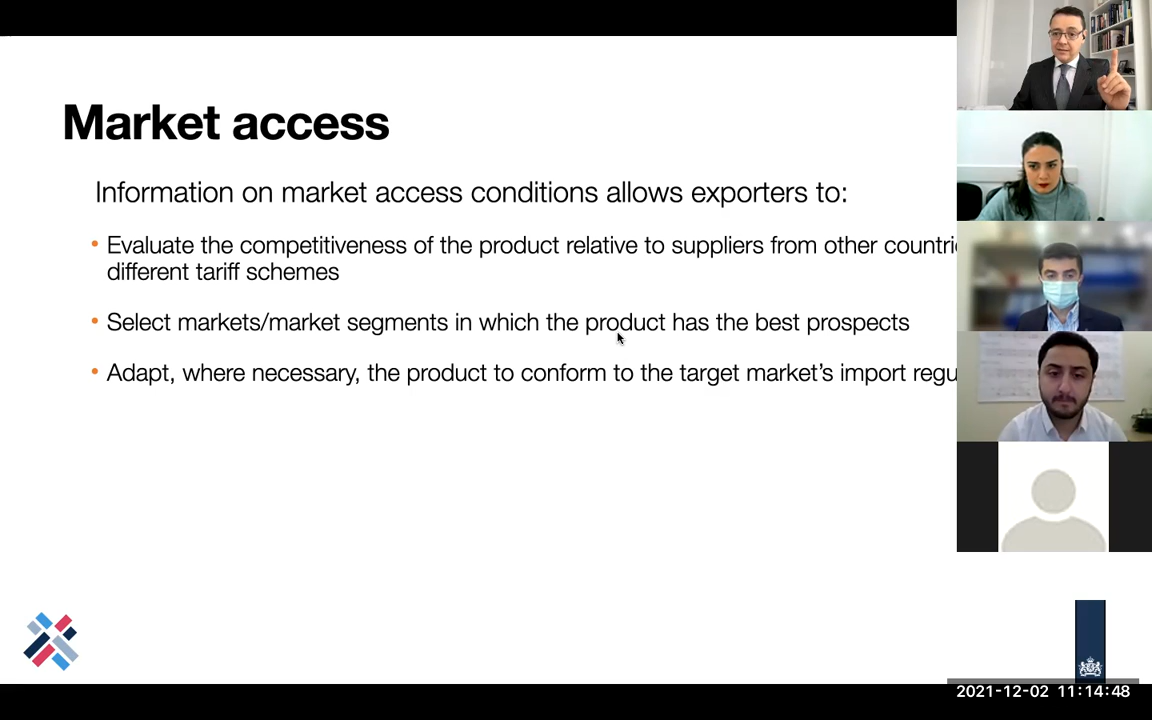 Market access
Information on market access conditions allows exporters to:
• Evaluate the competitiveness of the product relative to suppliers from other
different tariff schemes
• Select markets/market segments in which the product has the best prospects
• Adapt, where necessary, the product to conform to the target market’s import
2021-12-02 11:14:48